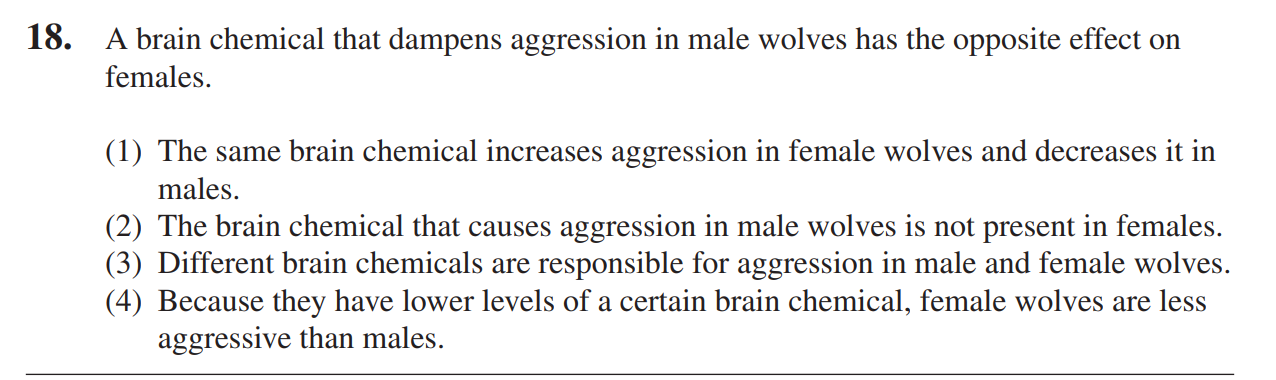 18. A brain chemical that dampens aggression in male wolves has the opposite effect on
females.
(1) The same brain chemical increases aggression in female wolves and decreases it in
males.
(2) The brain chemical that causes aggression in male wolves is not present in females.
(3) Different brain chemicals are responsible for aggression in male and female wolves.
(4) Because they have lower levels of a certain brain chemical, female wolves are less
aggressive than males.